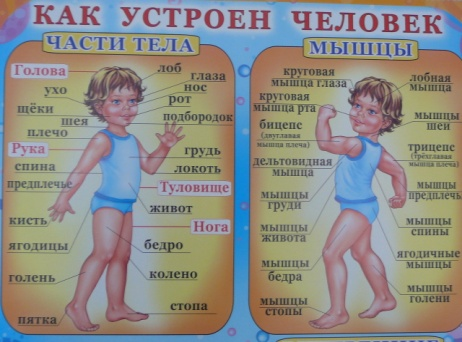 КАК УСТРОЕН ЧЕЛОВЕК
ЧАСТИ ТЕЛА
Голова
ухо
щёки
шея
плечо
Рука
спина
предплечье
кисть
ягодицы
голень
пятка
лоб
глаза
нос
рот
подбородок
грудь
локоть
Туловище
живот
Нога
бедро
колено
стопа
МЫШЦЫ
круговая
мышца глаза
круговая
мышца рта
бицепс
(двуглавая
мышца плеча)
дельтовидная
мышца
мышцы
груди
мышцы
живота
мышцы
бедра
мышцы
стопы
лобная
мышца
мышцы
шеи
трицепс
(трёхглавая
мышца плеча)
мышцы
предплечья
мышцы
спины
ягодичные
мышцы
мышцы
голени